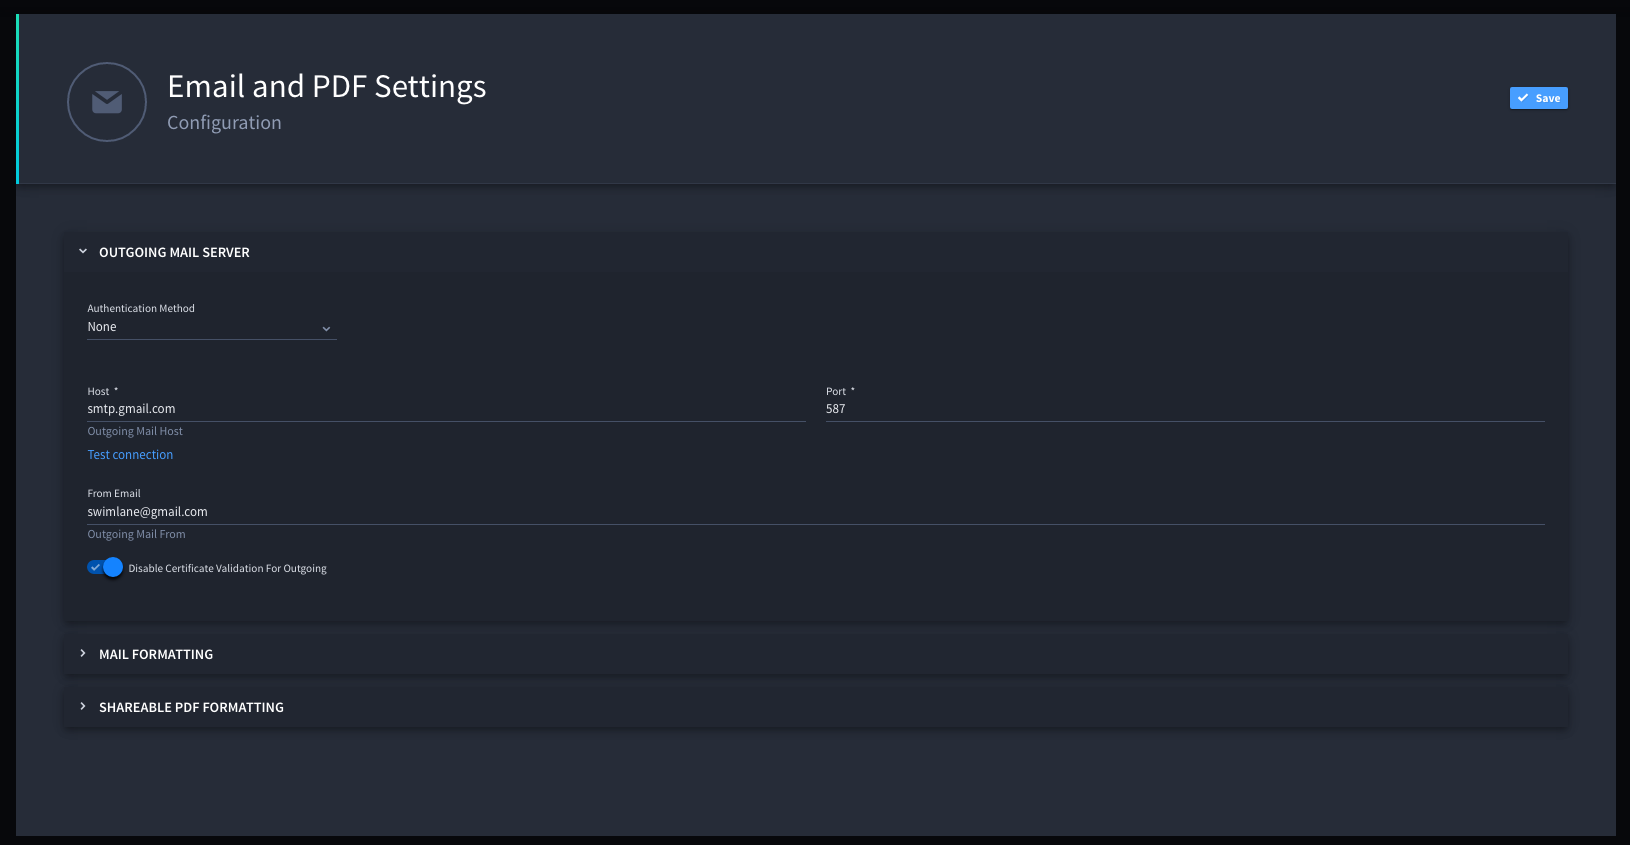 Email and PDF Settings
Configuration
Save
OUTGOING MAIL SERVER
Authentication Method
None
Host *
smtp.gmail.com
Outgoing Mail Host
Test connection
Port *
587
From Email
swimlane@gmail.com
Outgoing Mail From
Disable Certificate Validation For Outgoing
MAIL FORMATTING
SHAREABLE PDF FORMATTING